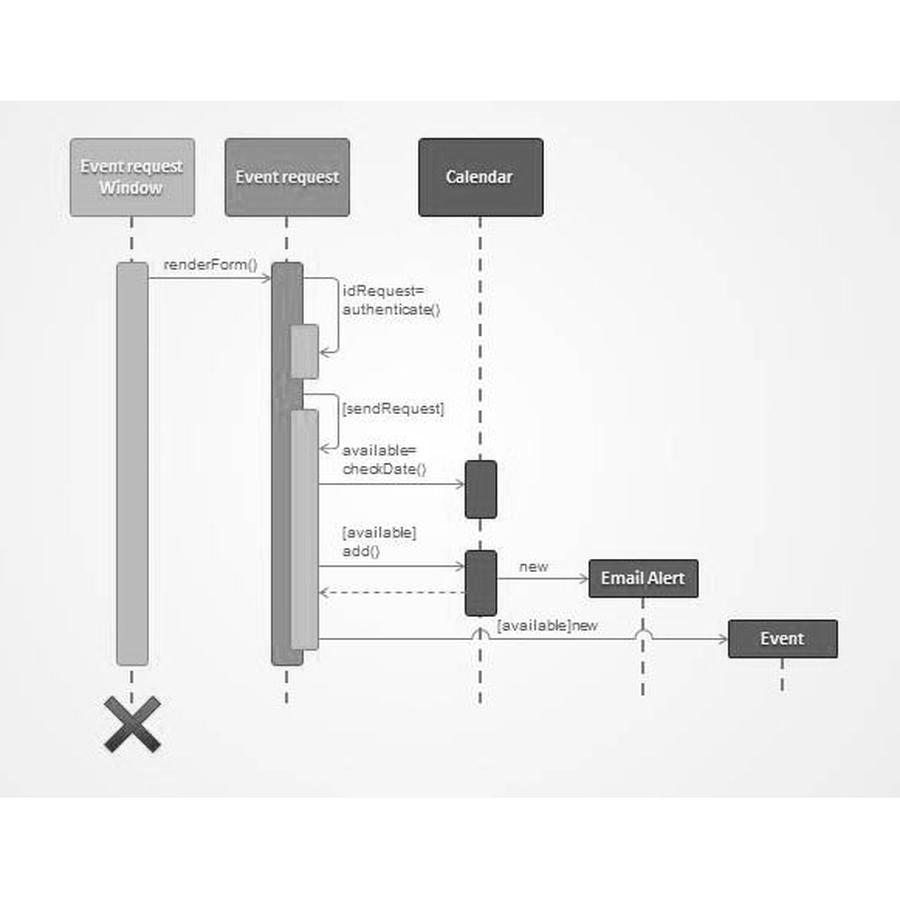 Event request
Window
Event request
Calendar
renderForm()
idRequest=
authenticate()
[sendRequest]
available=
checkDate()
[available]
add()
new
Email Alert
[available]new
Event